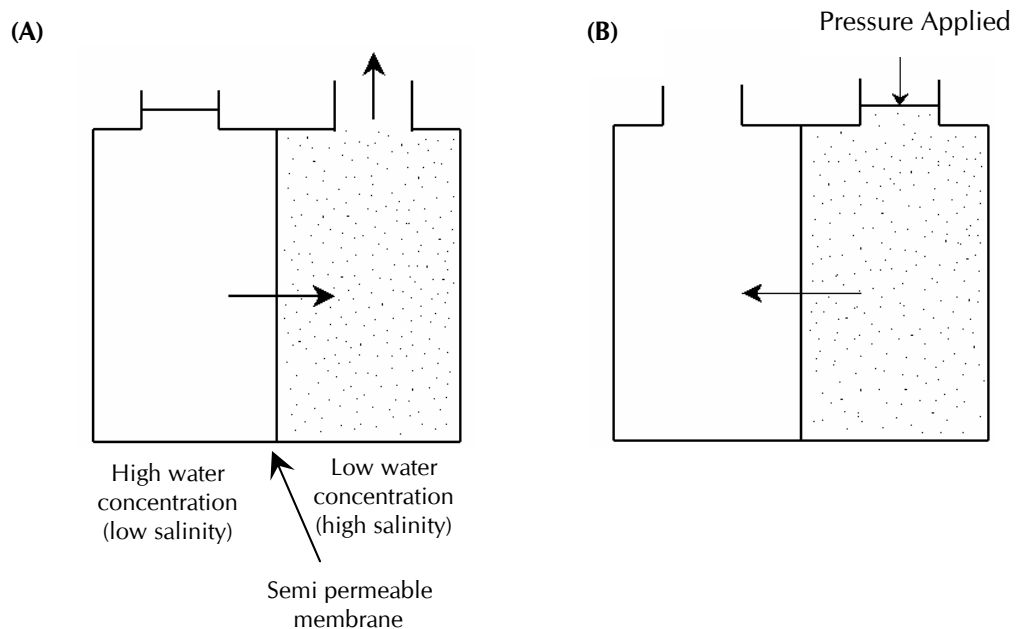 (A)
(B)
Pressure Applied
High water
concentration
(low salinity)
Low water
concentration
(high salinity)
Semi permeable
membrane